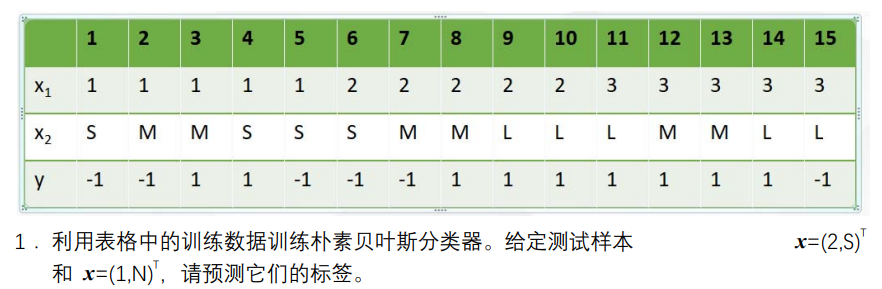 1 2 3 4 5 6 7 8 9 10 11 12 13 14 15
x₁ 1 1 1 1 1 2 2 2 2 2 3 3 3 3 3
x₂ S M M S S S M M L L L M M L L
y -1 -1 1 1 -1 -1 -1 1 1 1 1 1 1 1 -1
1．利用表格中的训练数据训练朴素贝叶斯分类器。给定测试样本 x=(2,S)ᵀ
和 x=(1,N)ᵀ，请预测它们的标签。